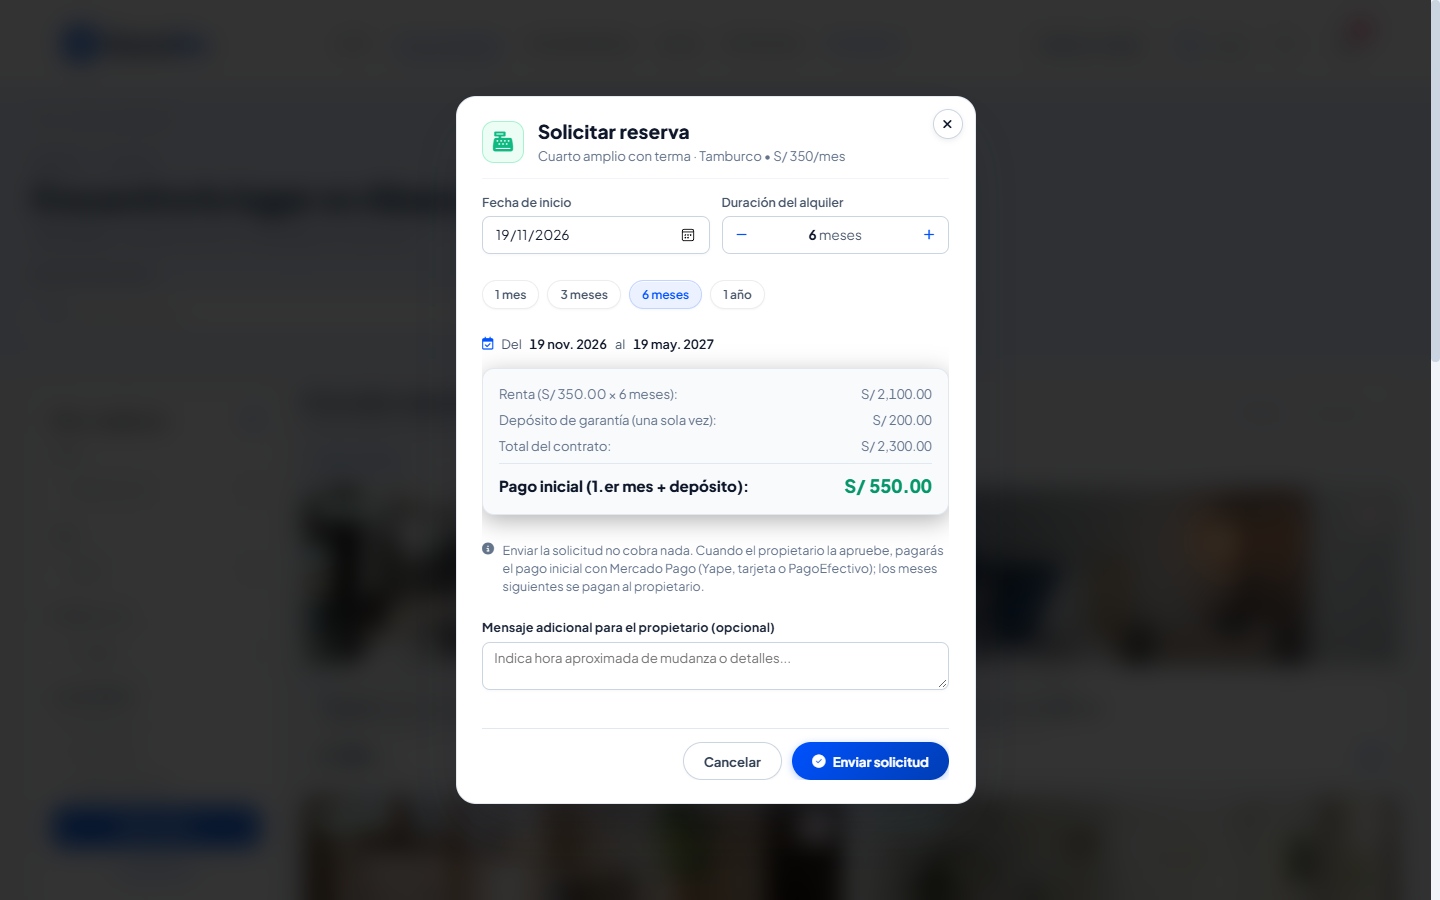 Solicitar reserva
Cuarto amplio con terma · Tamburco • S/ 350/mes
Fecha de inicio
Duración del alquiler
19/11/2026
− 6 meses +
1 mes
3 meses
6 meses
1 año
Del 19 nov. 2026 al 19 may. 2027
Renta (S/ 350.00 × 6 meses): S/ 2,100.00
Depósito de garantía (una sola vez): S/ 200.00
Total del contrato: S/ 2,300.00
Pago inicial (1.er mes + depósito): S/ 550.00
Enviar la solicitud no cobra nada. Cuando el propietario la apruebe, pagarás
el pago inicial con Mercado Pago (Yape, tarjeta o PagoEfectivo); los meses
siguientes se pagan al propietario.
Mensaje adicional para el propietario (opcional)
Indica hora aproximada de mudanza o detalles...
Cancelar
Enviar solicitud